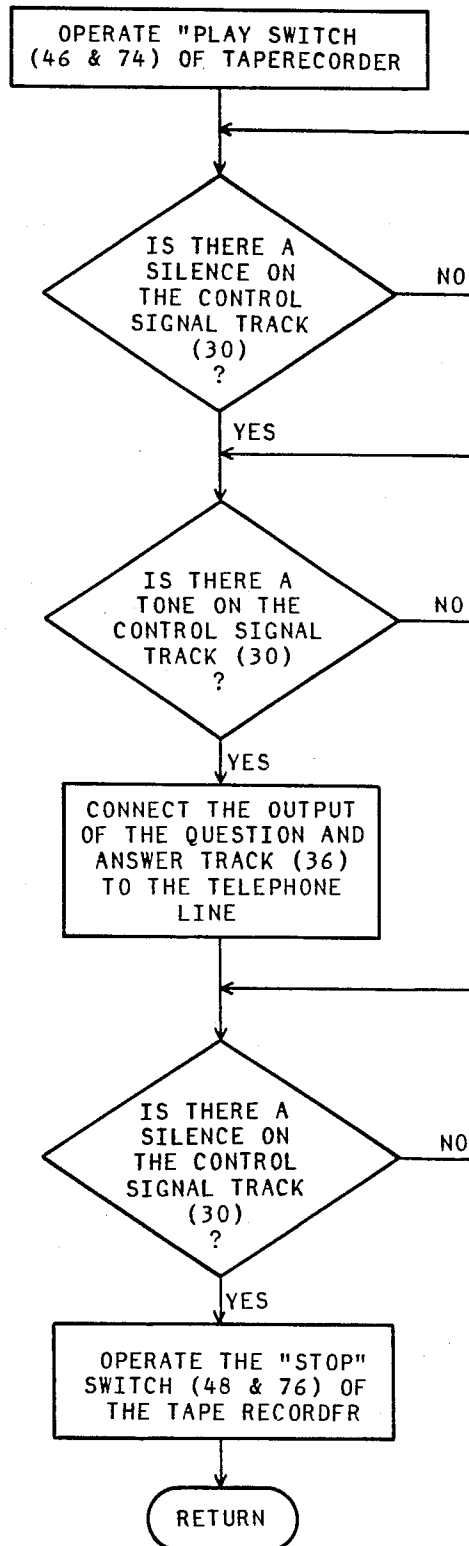 OPERATE "PLAY SWITCH
(46 & 74) OF TAPERECORDER
IS THERE A
SILENCE ON
THE CONTROL
SIGNAL TRACK
(30)
?
NO
YES
IS THERE A
TONE ON THE
CONTROL SIGNAL
TRACK (30)
?
NO
YES
CONNECT THE OUTPUT
OF THE QUESTION AND
ANSWER TRACK (36)
TO THE TELEPHONE
LINE
IS THERE A
SILENCE ON
THE CONTROL
SIGNAL TRACK
(30)
?
NO
YES
OPERATE THE "STOP"
SWITCH (48 & 76) OF
THE TAPE RECORDFR
RETURN